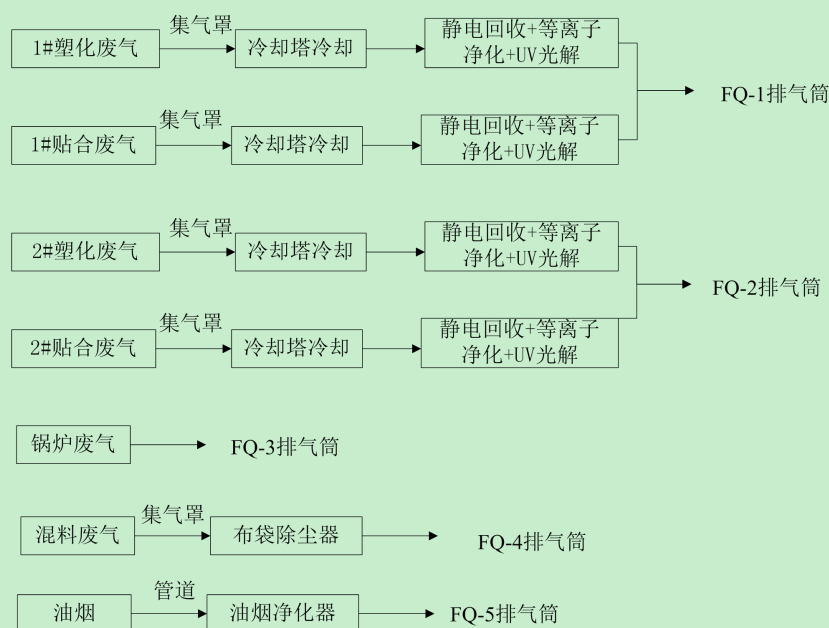 集气罩
1#塑化废气
冷却塔冷却
静电回收+等离子
净化+UV光解
FQ-1排气筒
集气罩
1#贴合废气
冷却塔冷却
静电回收+等离子
净化+UV光解
集气罩
2#塑化废气
冷却塔冷却
静电回收+等离子
净化+UV光解
FQ-2排气筒
集气罩
2#贴合废气
冷却塔冷却
静电回收+等离子
净化+UV光解
锅炉废气
FQ-3排气筒
集气罩
混料废气
布袋除尘器
FQ-4排气筒
管道
油烟
油烟净化器
FQ-5排气筒